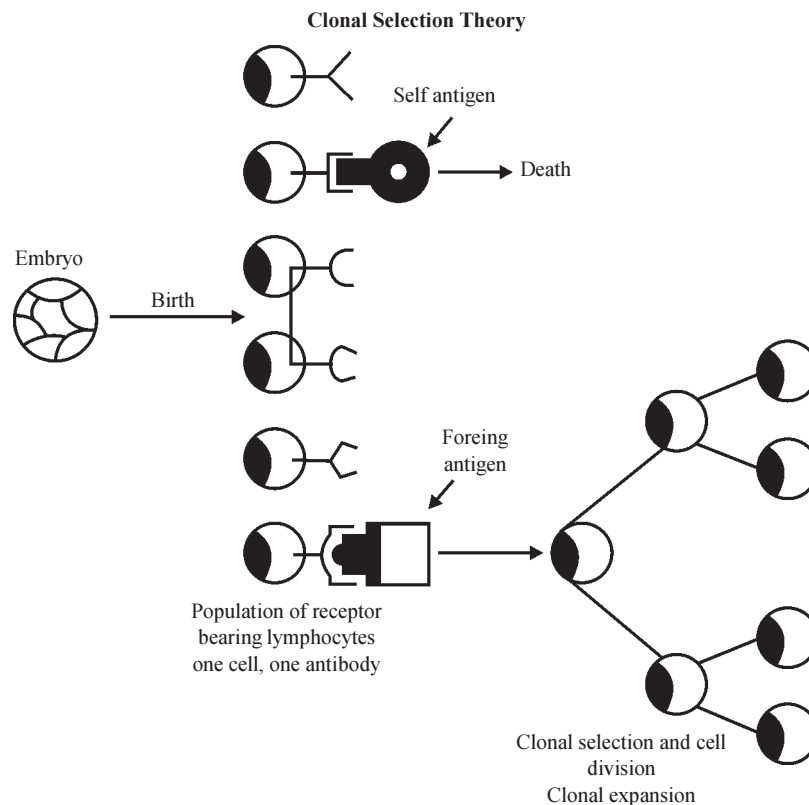 Clonal Selection Theory
Self antigen
Death
Embryo
Birth
Foreing
antigen
Population of receptor
bearing lymphocytes
one cell, one antibody
Clonal selection and cell
division
Clonal expansion